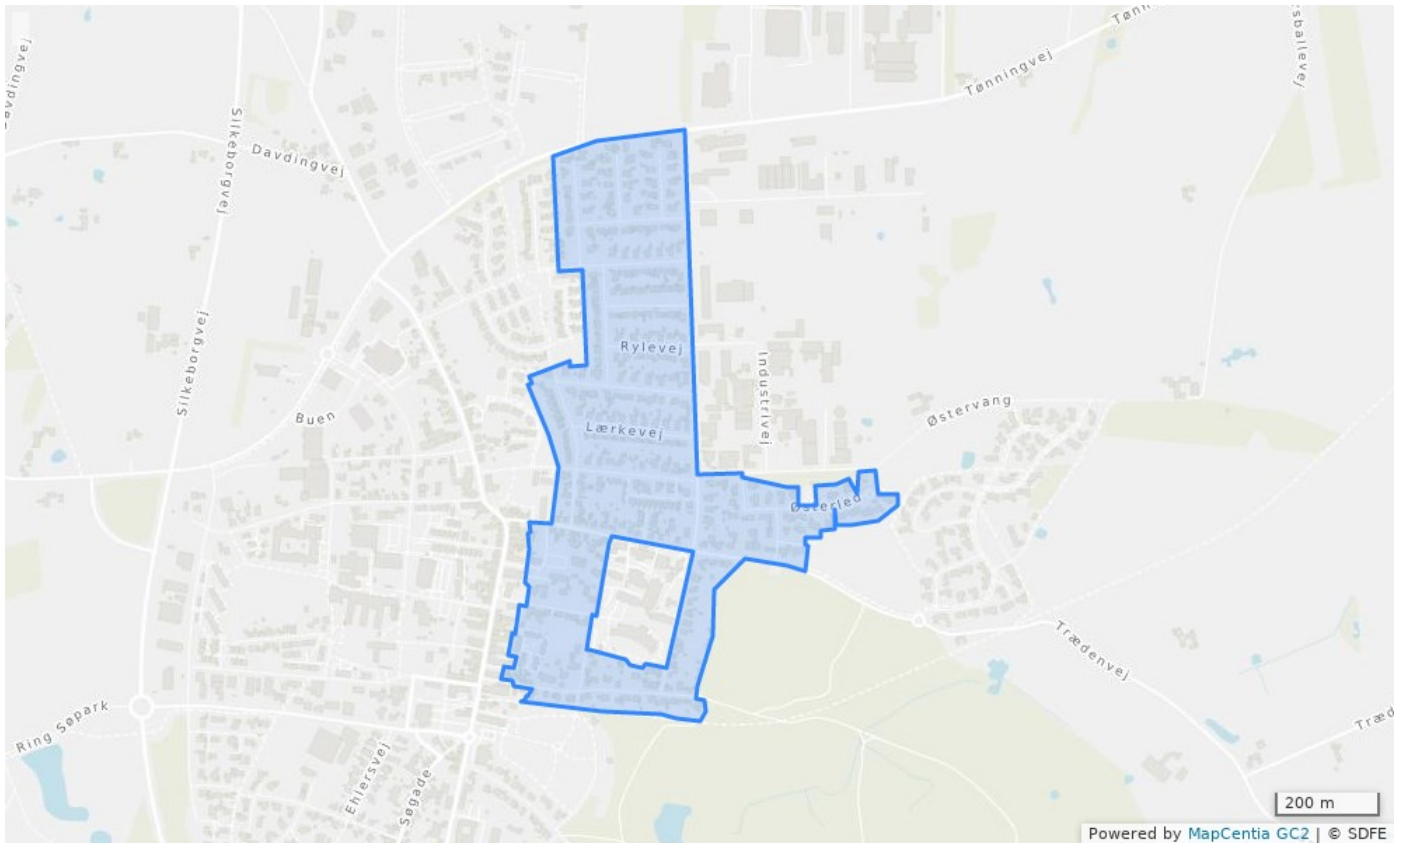 Tønningvej
Silkeborgvej
Davdingvej
Silkeborgvej
Rylevej
Industrivej
Østervang
Buen
Lærkevej
Østerled
Trædenvej
Ring Søpark
Ehlersvej
Søgade
200 m
Powered by MapCentia GC2 | © SDFE